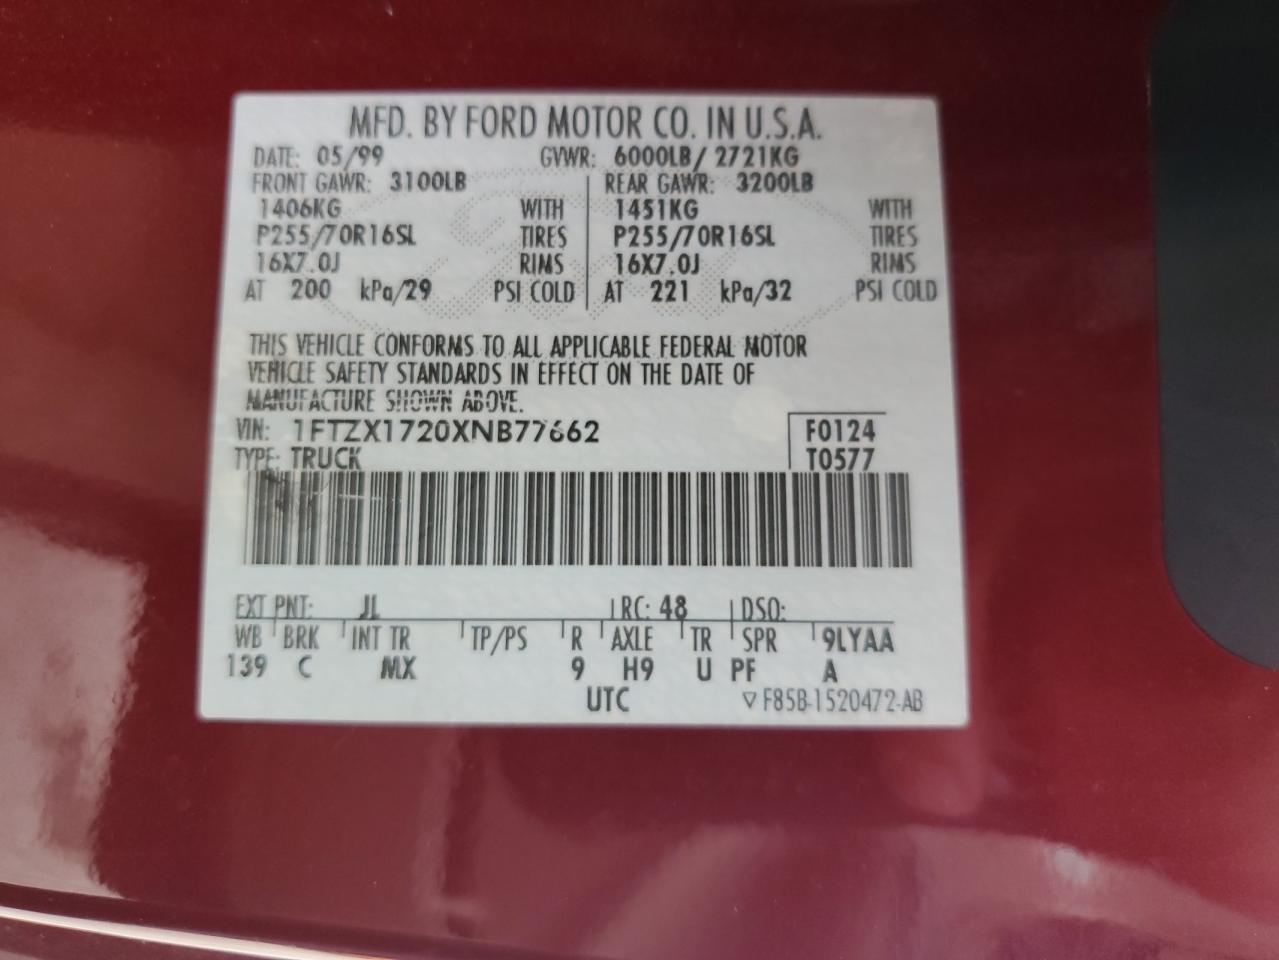 MFD. BY FORD MOTOR CO. IN U.S.A.
DATE: 05/99 GVWR: 6000LB/ 2721KG
FRONT GAWR: 3100LB REAR GAWR: 3200LB
1406KG WITH 1451KG WITH
P255/70R16SL TIRES P255/70R16SL TIRES
16X7.0J RIMS 16X7.0J RIMS
AT 200 kPa/29 PSI COLD AT 221 kPa/32 PSI COLD
THIS VEHICLE CONFORMS TO ALL APPLICABLE FEDERAL MOTOR
VEHICLE SAFETY STANDARDS IN EFFECT ON THE DATE OF
MANUFACTURE SHOWN ABOVE.
VIN: 1FTZX1720XNB77662 F0124
TYPE: TRUCK T0577
EXT PNT: JL RC: 48 DSO:
WB BRK INT TR TP/PS R AXLE TR SPR 9LYAA
139 C MX 9 H9 U PF A
UTC ▽ F85B-1520472-AB